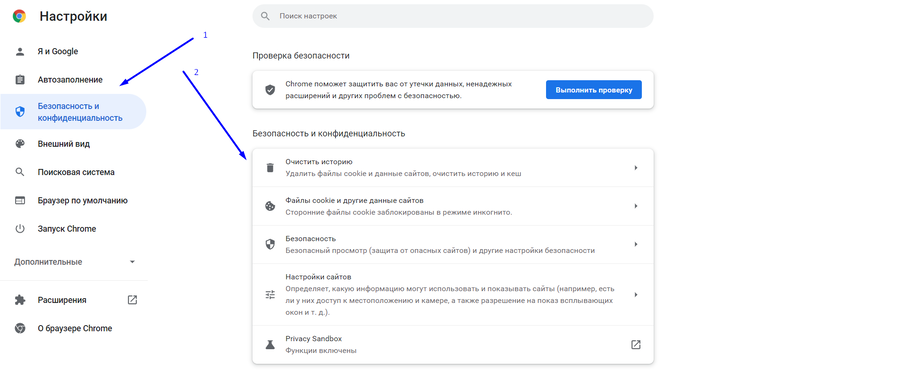 Настройки
Поиск настроек
1
2
Я и Google
Автозаполнение
Безопасность и
конфиденциальность
Внешний вид
Поисковая система
Браузер по умолчанию
Запуск Chrome
Дополнительные
Расширения
О браузере Chrome
Проверка безопасности
Chrome поможет защитить вас от утечки данных, ненадежных
расширений и других проблем с безопасностью.
Выполнить проверку
Безопасность и конфиденциальность
Очистить историю
Удалить файлы cookie и данные сайтов, очистить историю и кеш
Файлы cookie и другие данные сайтов
Сторонние файлы cookie заблокированы в режиме инкогнито.
Безопасность
Безопасный просмотр (защита от опасных сайтов) и другие настройки безопасности
Настройки сайтов
Определяет, какую информацию могут использовать и показывать сайты (например, есть
ли у них доступ к местоположению и камере, а также разрешение на показ всплывающих
окон и т. д.).
Privacy Sandbox
Функции включены